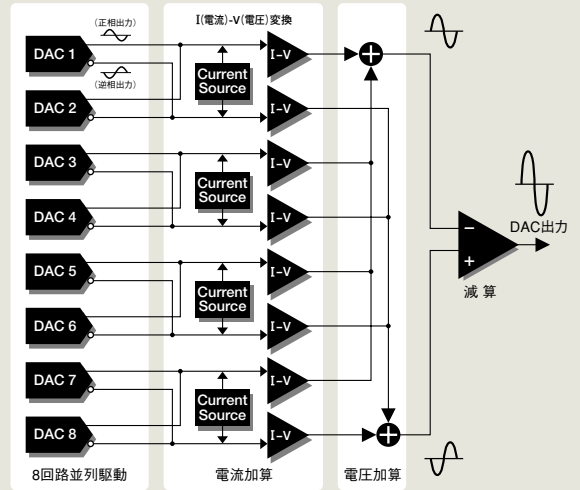 I(電流)-V(電圧)変換
(正相出力)
DAC 1
(逆相出力)
Current
Source
I-V
I-V
DAC 2
DAC 3
Current
Source
I-V
I-V
DAC 4
DAC 5
Current
Source
I-V
I-V
DAC 6
DAC 7
Current
Source
I-V
I-V
DAC 8
−
+
DAC出力
減 算
8回路並列駆動
電流加算
電圧加算